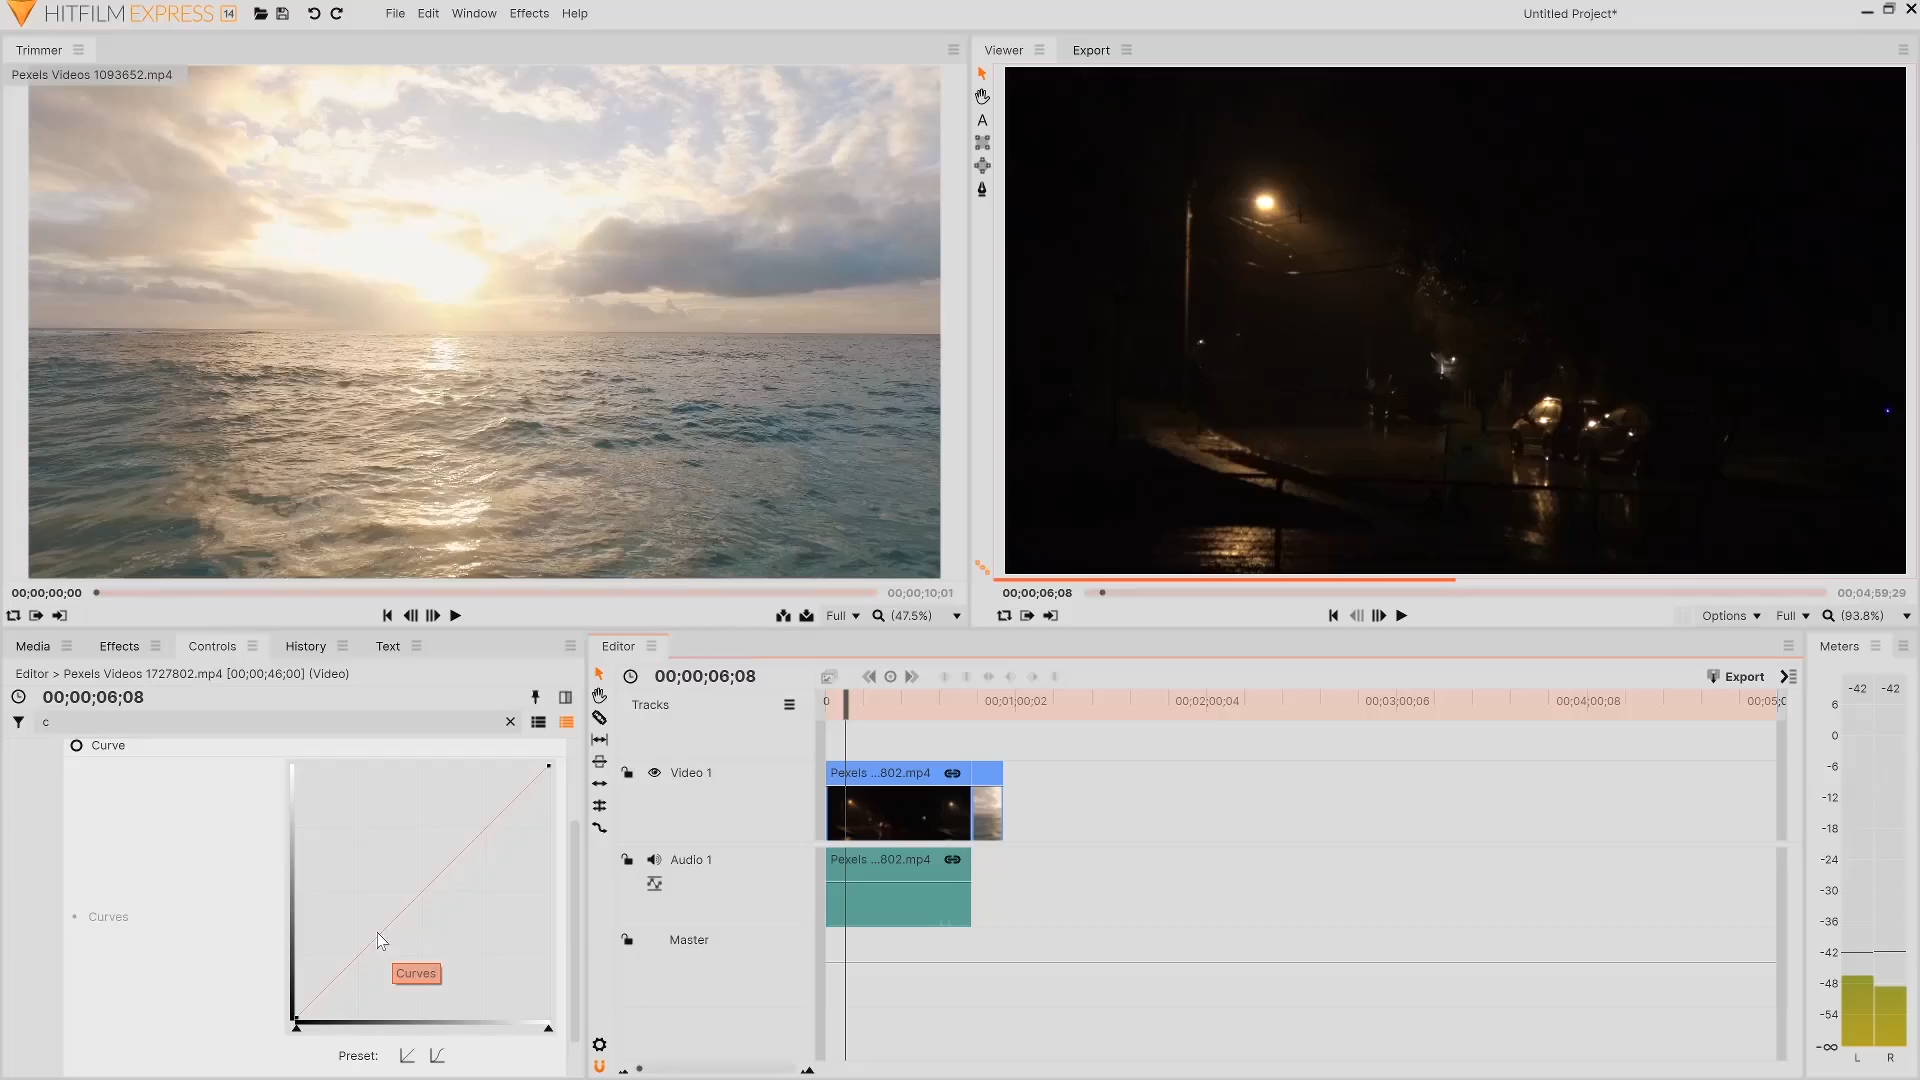 HITFILM EXPRESS 14
File Edit Window Effects Help
Untitled Project*
Trimmer
Pexels Videos 1093652.mp4
Viewer
Export
A
00;00;00;00
00;00;10;01
Full
(47.5%)
00;00;06;08
00;04;59;29
Options
Full
(93.8%)
Media
Effects
Controls
History
Text
Editor > Pexels Videos 1727802.mp4 [00;00;46;00] (Video)
00;00;06;08
c
Curve
Curves
Curves
Preset:
Editor
00;00;06;08
Export
Tracks
0
00;01;00;02
00;02;00;04
00;03;00;06
00;04;00;08
00;05;0
Video 1
Pexels ...802.mp4
Audio 1
Pexels ...802.mp4
Master
Meters
-42 -42
6
0
-6
-12
-18
-24
-30
-36
-42
-48
-54
-∞
L R